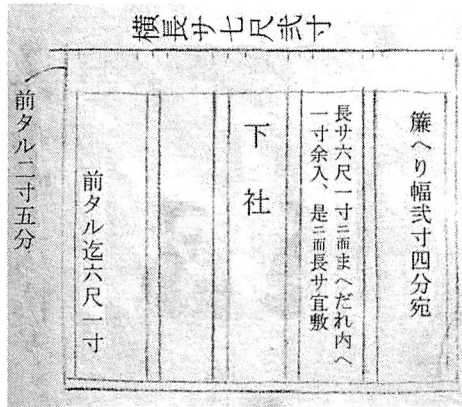 横長サ七尺弐寸
簾へり幅弐寸四分宛
長サ六尺一寸ニ而まへだれ内へ
一寸余入、是ニ而長サ宜敷
下社
前タル迄六尺一寸
前タル二寸五分